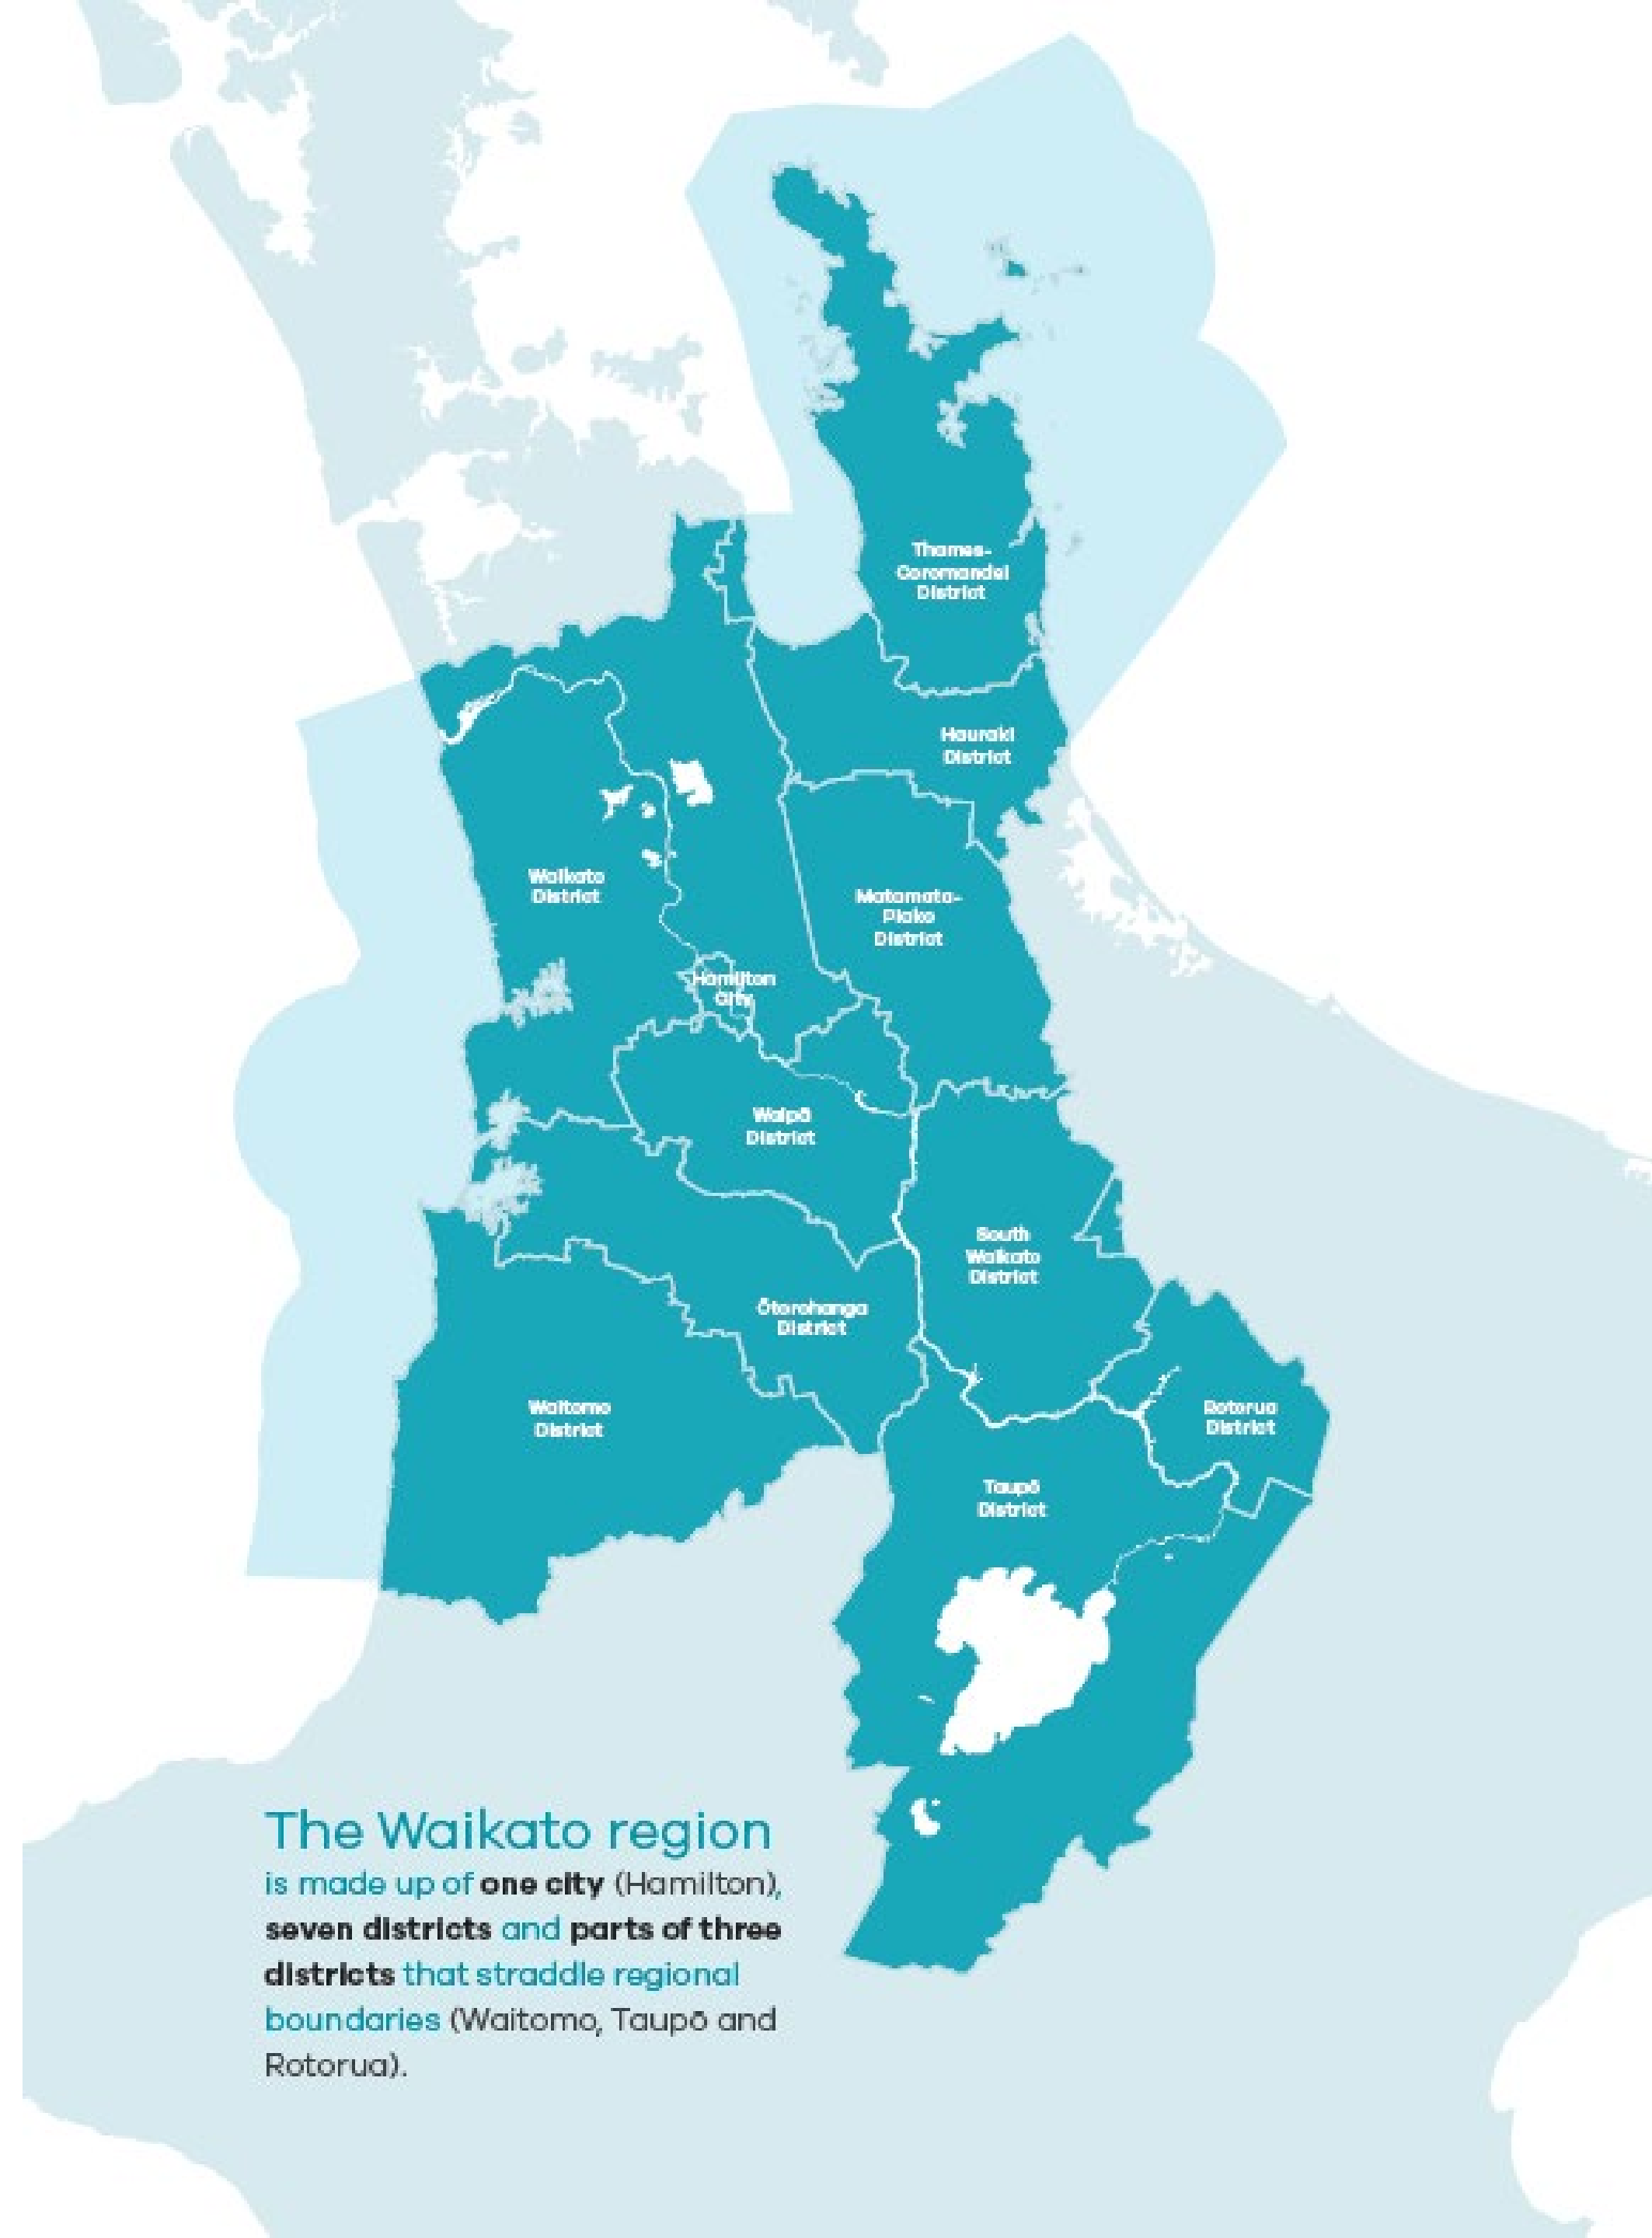 Thames-
Coromandel
District
Hauraki
District
Waikato
District
Matamata-
Piako
District
Hamilton
City
Waipā
District
South
Waikato
District
Ōtorohanga
District
Waitomo
District
Rotorua
District
Taupō
District
The Waikato region
is made up of one city (Hamilton),
seven districts and parts of three
districts that straddle regional
boundaries (Waitomo, Taupō and
Rotorua).